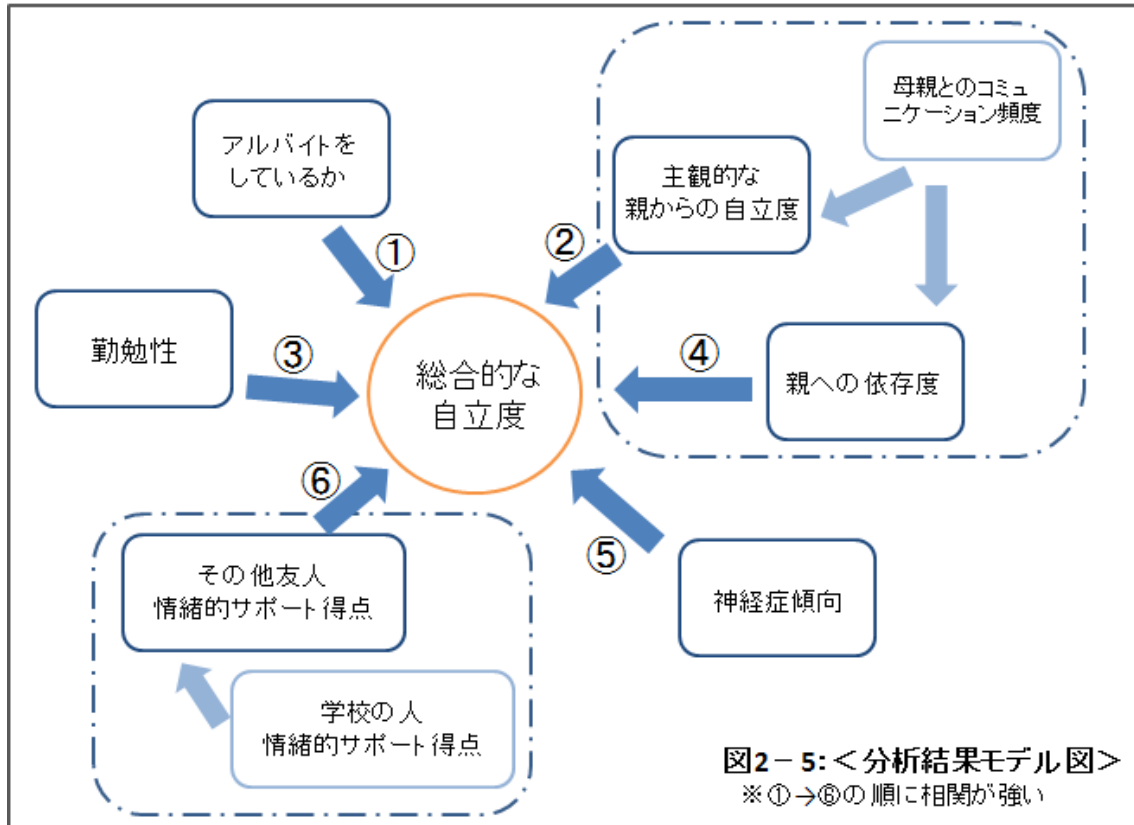 母親とのコミュ
ニケーション頻度
アルバイトを
しているか
主観的な
親からの自立度
①
②
勤勉性
③
総合的な
自立度
④
親への依存度
⑥
⑤
その他友人
情緒的サポート得点
神経症傾向
学校の人
情緒的サポート得点
図2-5:<分析結果モデル図>
※①→⑥の順に相関が強い